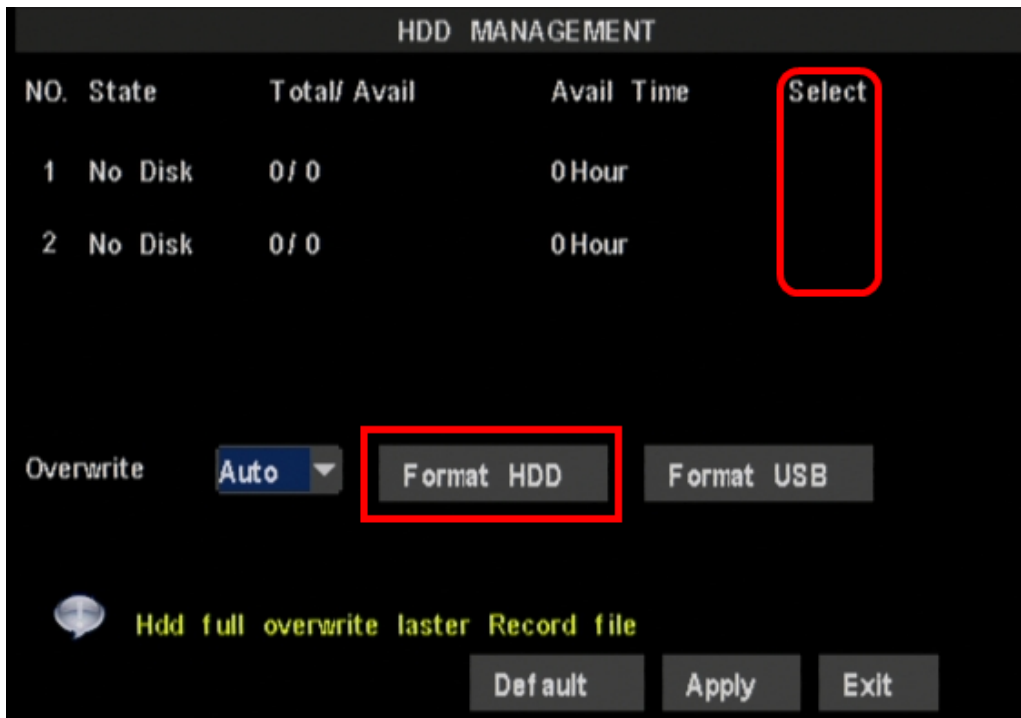 HDD MANAGEMENT
NO. State Total/ Avail Avail Time Select
1 No Disk 0/ 0 0 Hour
2 No Disk 0/ 0 0 Hour
Overwrite Auto Format HDD Format USB
Hdd full overwrite laster Record file
Default Apply Exit